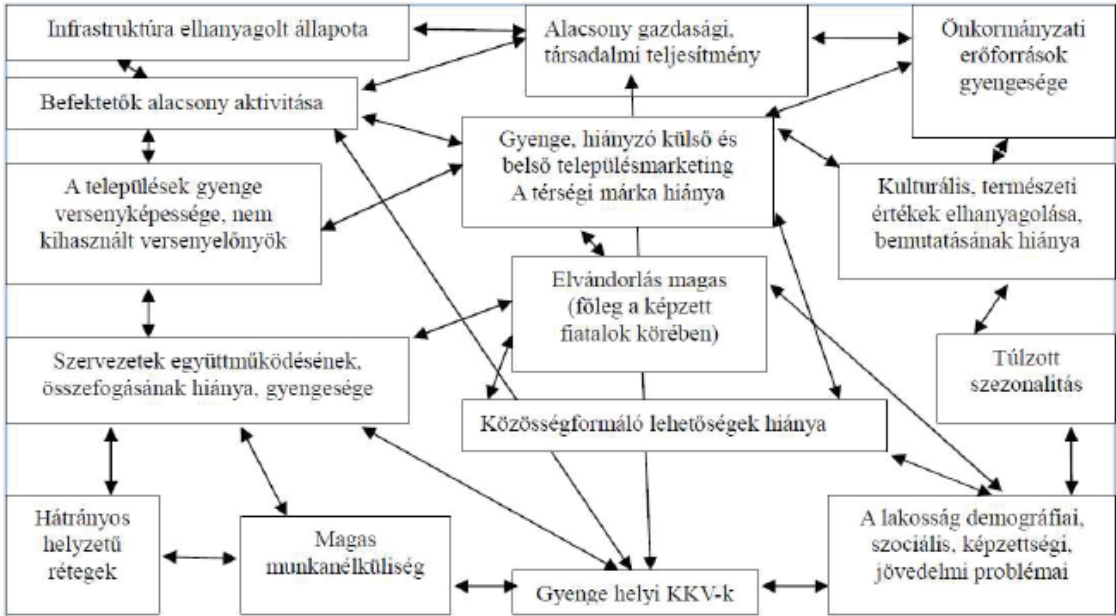 Infrastruktúra elhanyagolt állapota
Alacsony gazdasági,
társadalmi teljesítmény
Önkormányzati
erőforrások
gyengesége
Befektetők alacsony aktivitása
Gyenge, hiányzó külső és
belső településmarketing
A térségi márka hiánya
A települések gyenge
versenyképessége, nem
kihasznált versenyelőnyök
Kulturális, természeti
értékek elhanyagolása,
bemutatásának hiánya
Elvándorlás magas
(főleg a képzett
fiatalok körében)
Szervezetek együttműködésének,
összefogásának hiánya, gyengesége
Túlzott
szezonalitás
Közösségformáló lehetőségek hiánya
Hátrányos
helyzetű
rétegek
Magas
munkanélküliség
Gyenge helyi KKV-k
A lakosság demográfiai,
szociális, képzettségi,
jövedelmi problémai